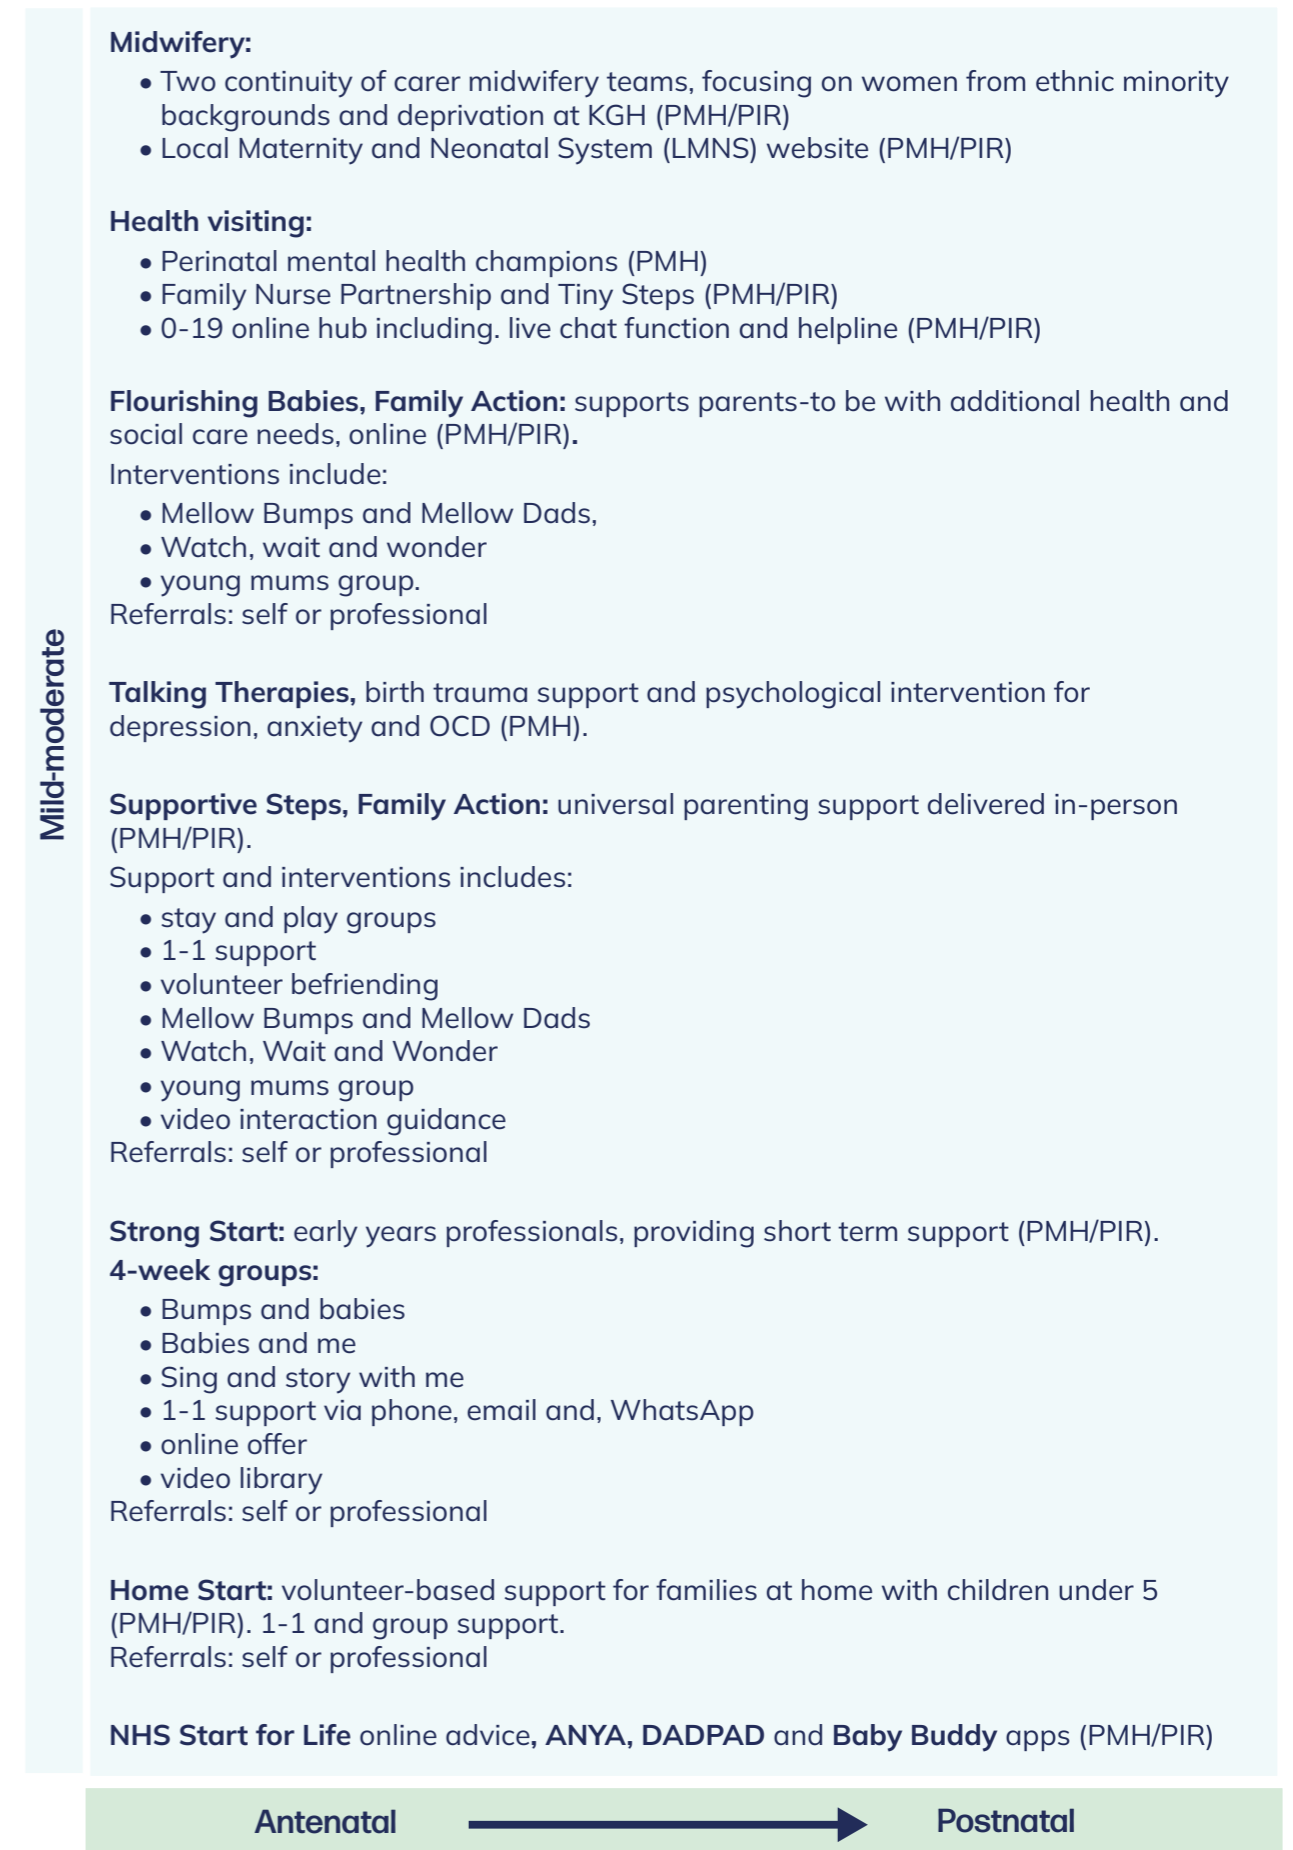 Mild-moderate
Midwifery:
• Two continuity of carer midwifery teams, focusing on women from ethnic minority
backgrounds and deprivation at KGH (PMH/PIR)
• Local Maternity and Neonatal System (LMNS) website (PMH/PIR)
Health visiting:
• Perinatal mental health champions (PMH)
• Family Nurse Partnership and Tiny Steps (PMH/PIR)
• 0-19 online hub including. live chat function and helpline (PMH/PIR)
Flourishing Babies, Family Action: supports parents-to be with additional health and
social care needs, online (PMH/PIR).
Interventions include:
• Mellow Bumps and Mellow Dads,
• Watch, wait and wonder
• young mums group.
Referrals: self or professional
Talking Therapies, birth trauma support and psychological intervention for
depression, anxiety and OCD (PMH).
Supportive Steps, Family Action: universal parenting support delivered in-person
(PMH/PIR).
Support and interventions includes:
• stay and play groups
• 1-1 support
• volunteer befriending
• Mellow Bumps and Mellow Dads
• Watch, Wait and Wonder
• young mums group
• video interaction guidance
Referrals: self or professional
Strong Start: early years professionals, providing short term support (PMH/PIR).
4-week groups:
• Bumps and babies
• Babies and me
• Sing and story with me
• 1-1 support via phone, email and, WhatsApp
• online offer
• video library
Referrals: self or professional
Home Start: volunteer-based support for families at home with children under 5
(PMH/PIR). 1-1 and group support.
Referrals: self or professional
NHS Start for Life online advice, ANYA, DADPAD and Baby Buddy apps (PMH/PIR)
Antenatal Postnatal